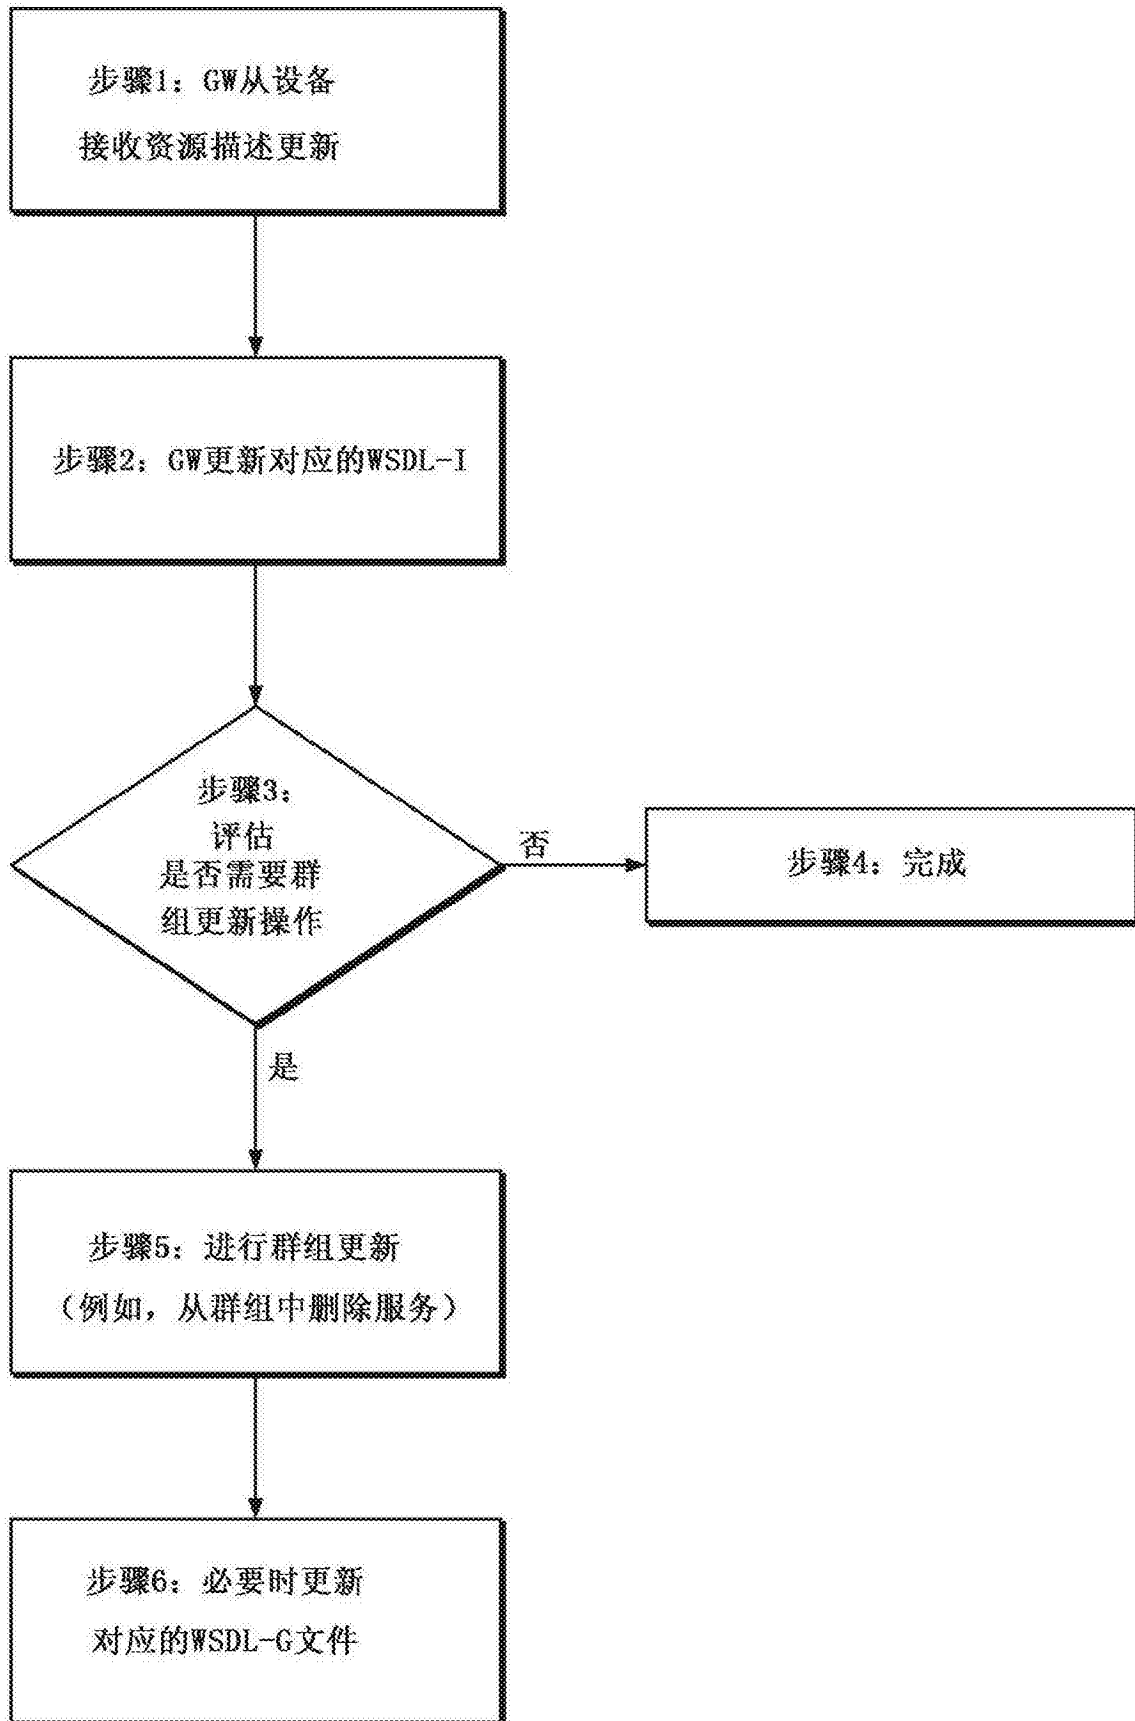 步骤1：GW从设备
接收资源描述更新
步骤2：GW更新对应的WSDL-I
步骤3：
评估
是否需要群
组更新操作
否
步骤4：完成
是
步骤5：进行群组更新
（例如，从群组中删除服务）
步骤6：必要时更新
对应的WSDL-G文件